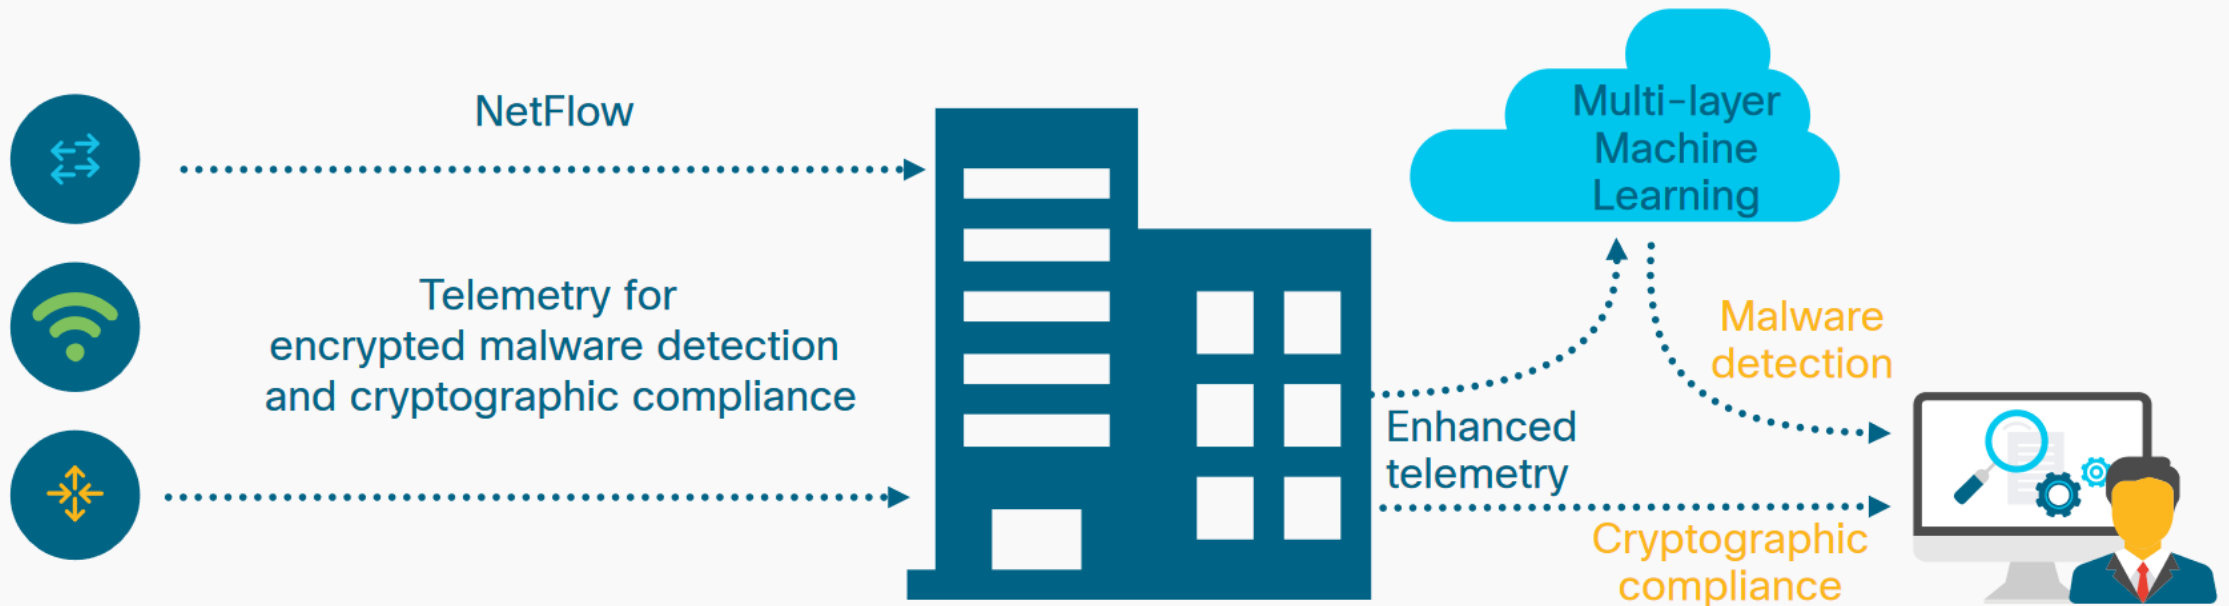 NetFlow
Telemetry for
encrypted malware detection
and cryptographic compliance
Multi-layer
Machine
Learning
Malware
detection
Enhanced
telemetry
Cryptographic
compliance